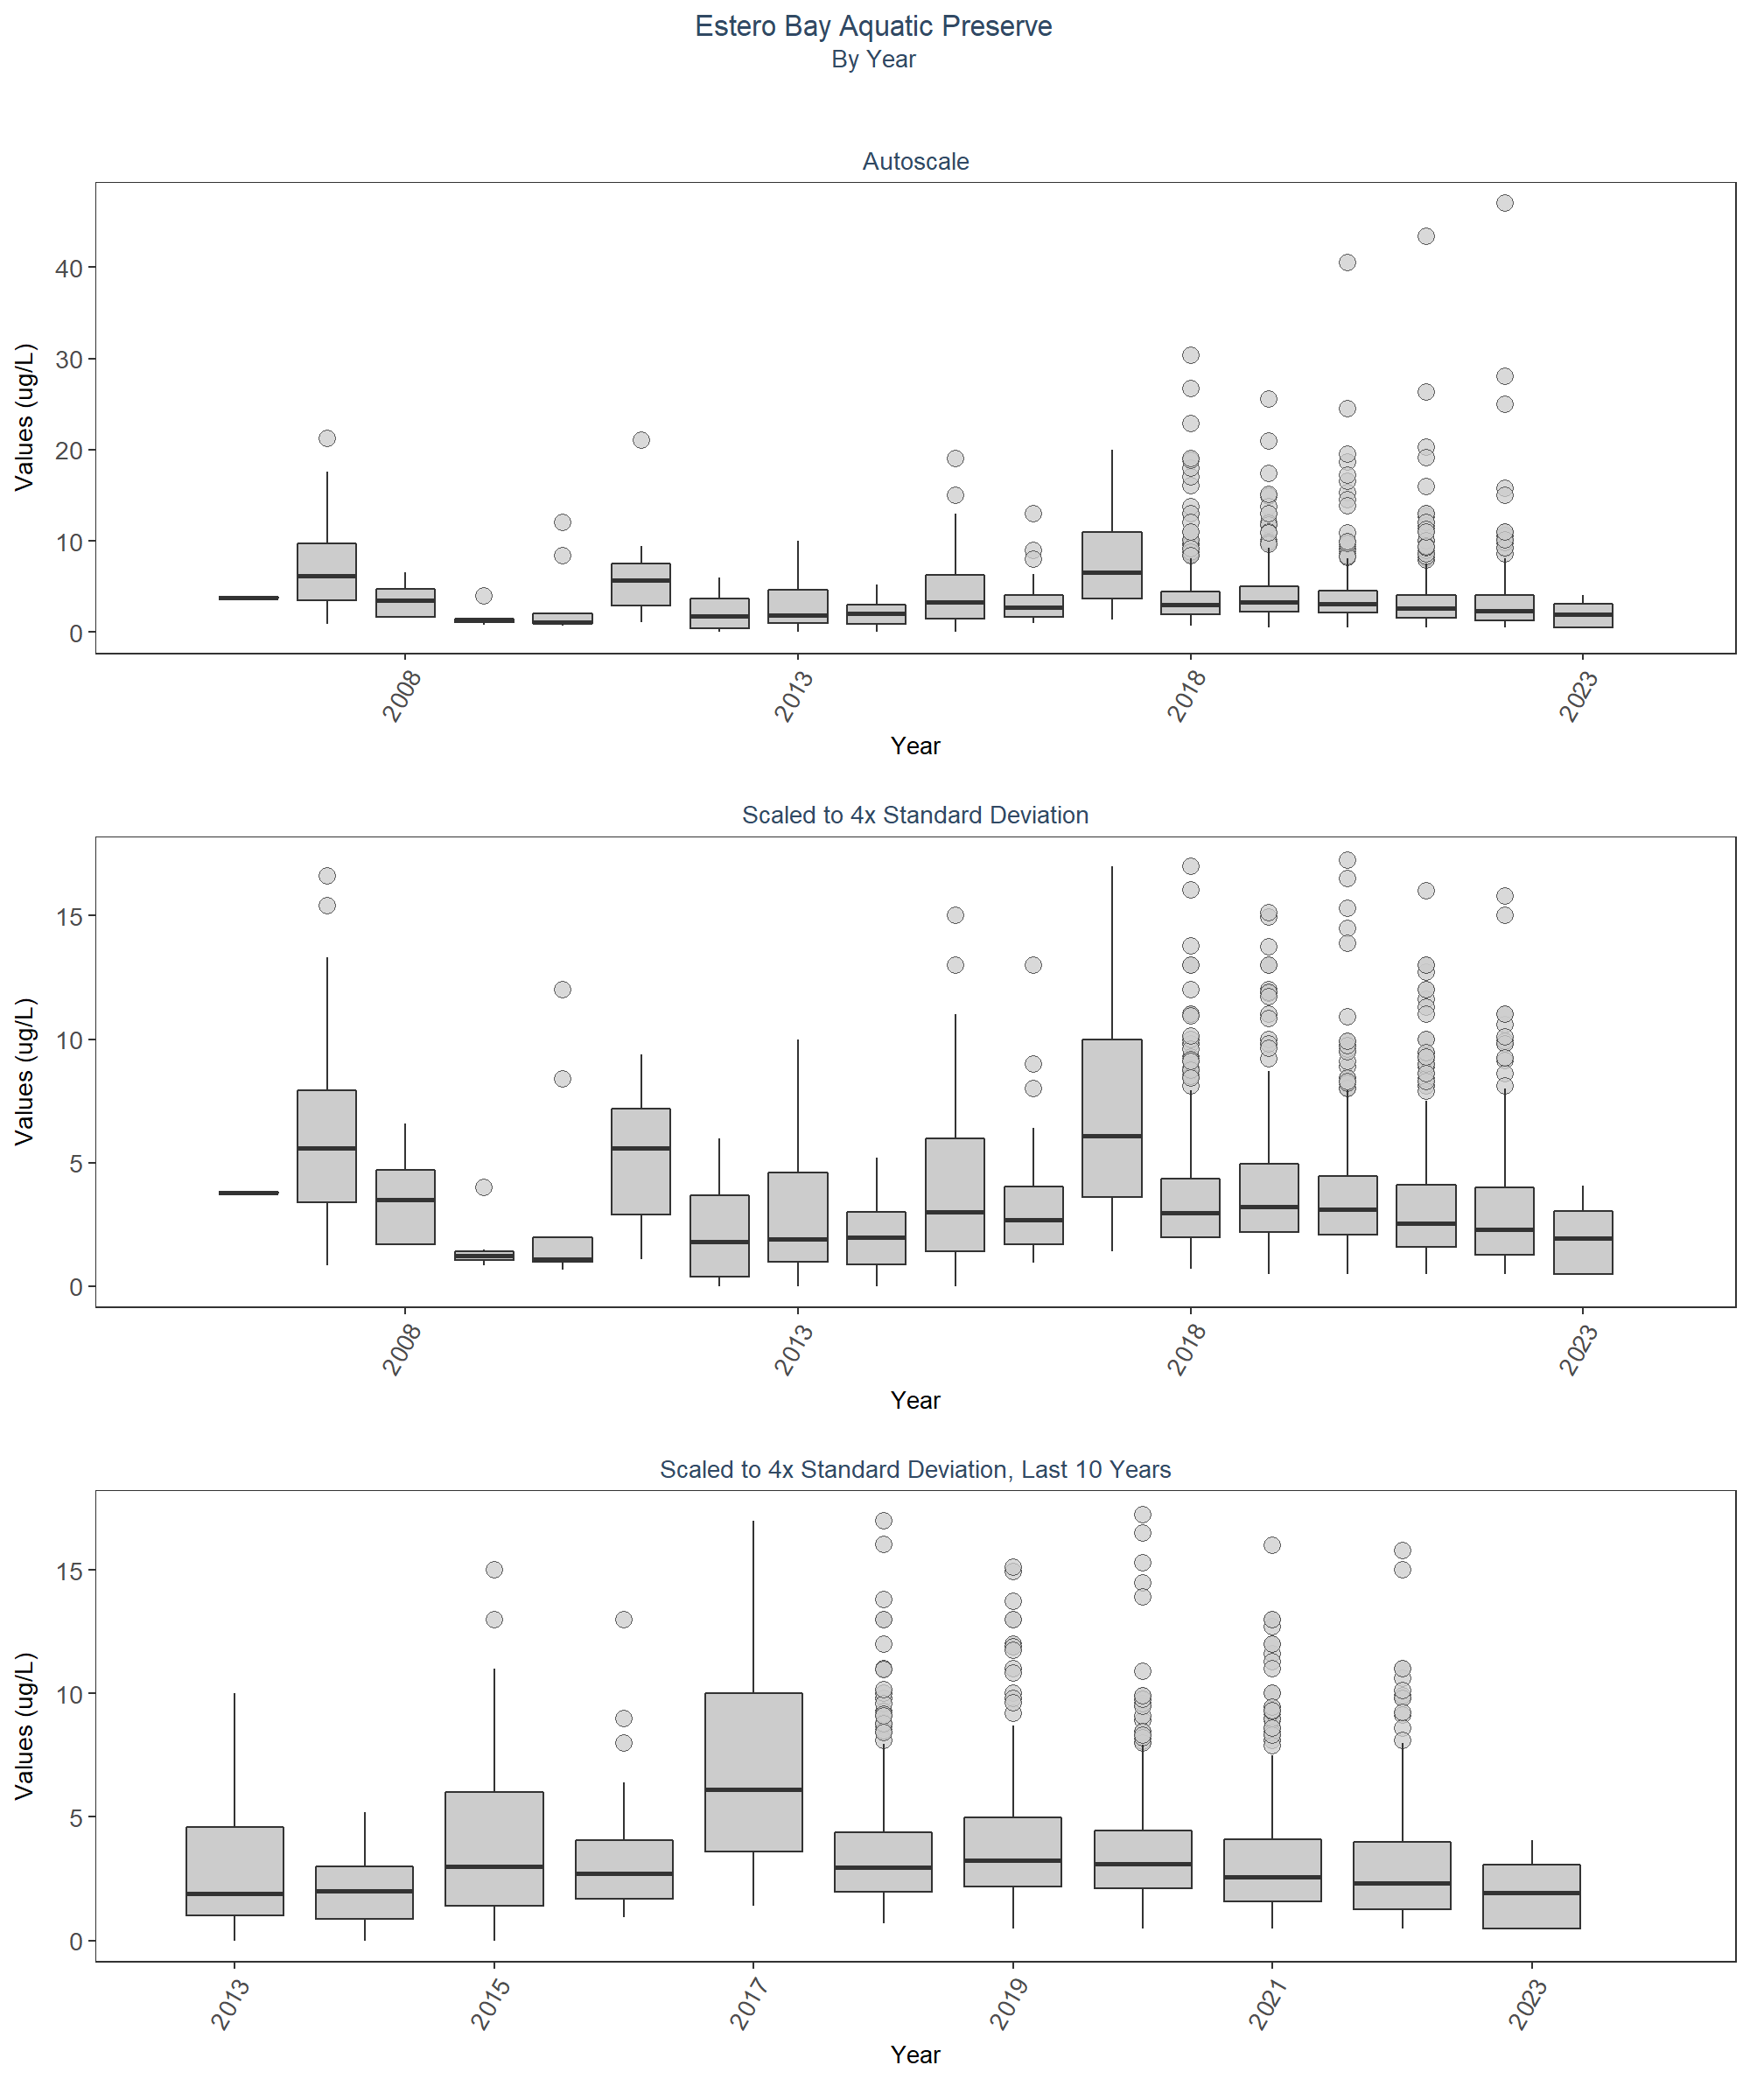 Estero Bay Aquatic Preserve
By Year
Autoscale
Values (ug/L)
40
30
20
10
0
2008 2013 2018 2023
Year
Scaled to 4x Standard Deviation
Values (ug/L)
15
10
5
0
2008 2013 2018 2023
Year
Scaled to 4x Standard Deviation, Last 10 Years
Values (ug/L)
15
10
5
0
2013 2015 2017 2019 2021 2023
Year